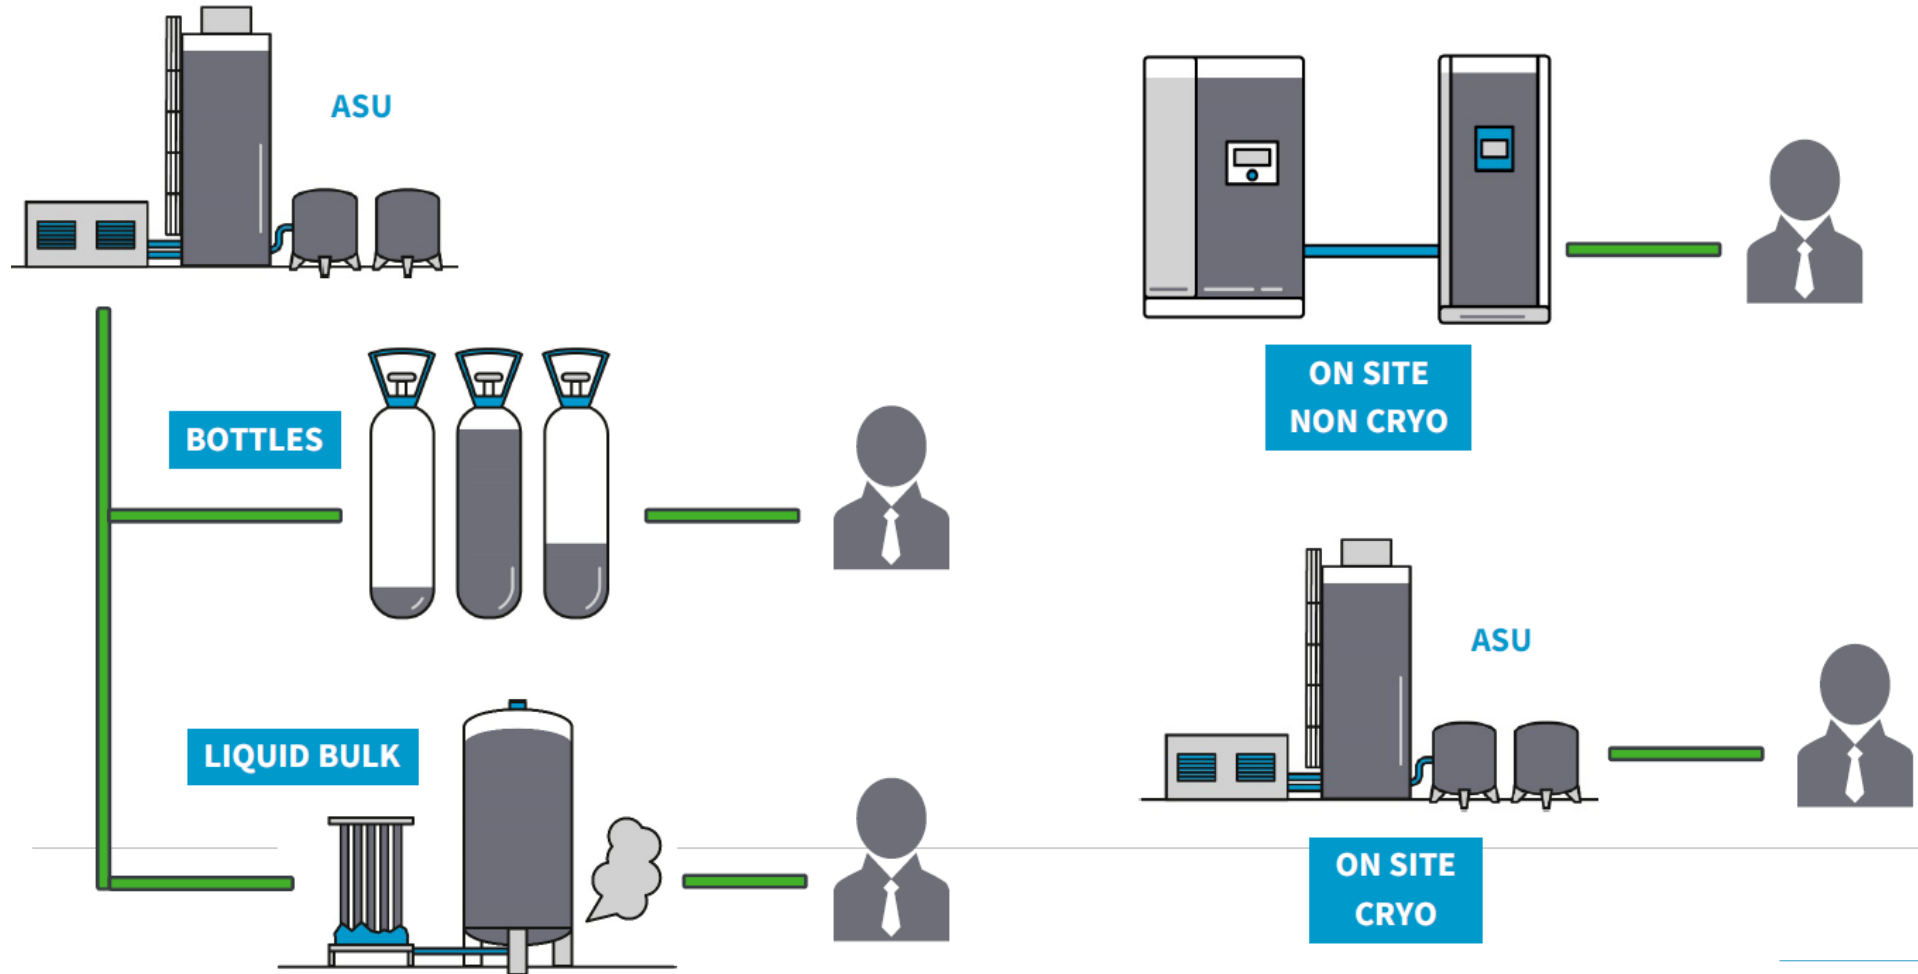 ASU
BOTTLES
LIQUID BULK
ON SITE
NON CRYO
ASU
ON SITE
CRYO